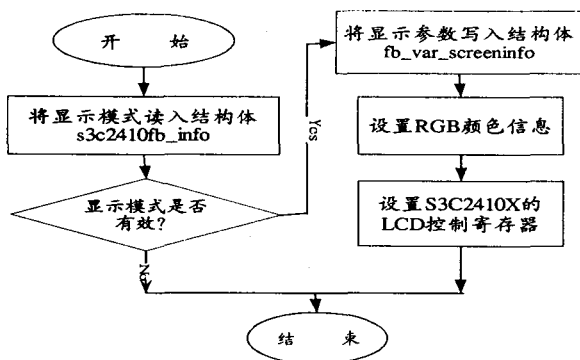 开 始
将显示模式读入结构体
s3c2410fb_info
显示模式是否
有效?
No
Yes
将显示参数写入结构体
fb_var_screeninfo
设置RGB颜色信息
设置S3C2410X的
LCD控制寄存器
结 束